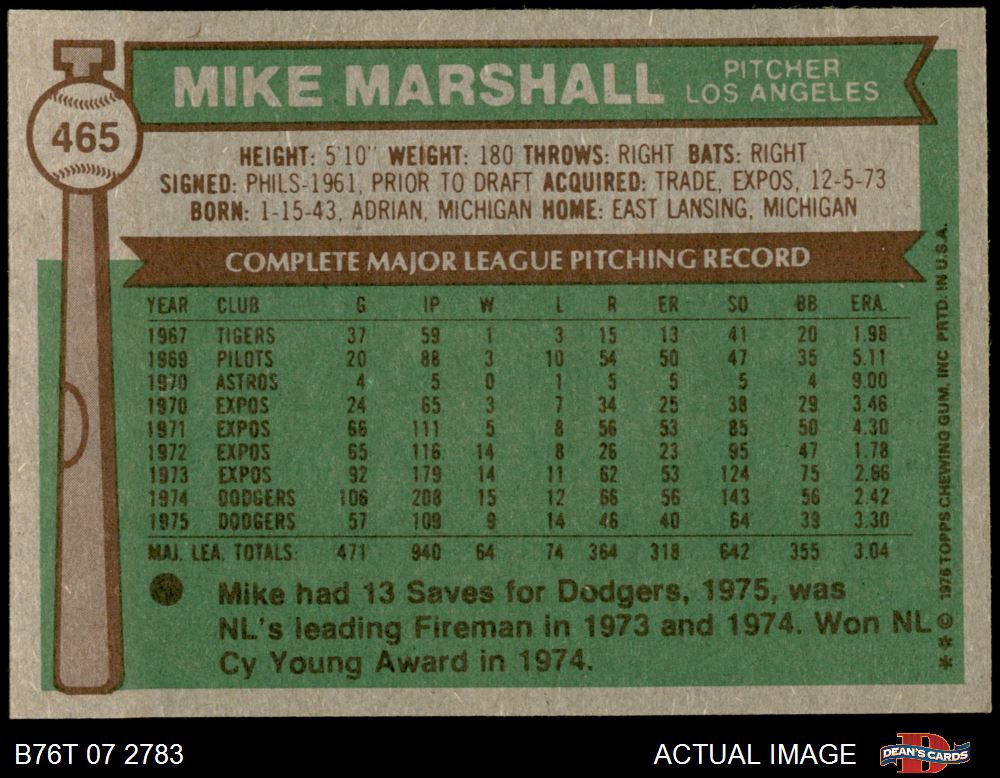 465
MIKE MARSHALL
PITCHER
LOS ANGELES
HEIGHT: 5'10" WEIGHT: 180 THROWS: RIGHT BATS: RIGHT
SIGNED: PHILS-1961, PRIOR TO DRAFT ACQUIRED: TRADE, EXPOS, 12-5-73
BORN: 1-15-43, ADRIAN, MICHIGAN HOME: EAST LANSING, MICHIGAN
COMPLETE MAJOR LEAGUE PITCHING RECORD
YEAR CLUB G IP W L R ER SO BB ERA.
1967 TIGERS 37 59 1 3 15 13 41 20 1.98
1969 PILOTS 20 88 3 10 54 50 47 35 5.11
1970 ASTROS 4 5 0 1 5 5 5 4 9.00
1970 EXPOS 24 65 3 7 34 25 38 29 3.46
1971 EXPOS 66 111 5 8 56 53 85 50 4.30
1972 EXPOS 65 116 14 8 26 23 95 47 1.78
1973 EXPOS 92 179 14 11 62 53 124 75 2.66
1974 DODGERS 106 208 15 12 66 56 143 56 2.42
1975 DODGERS 57 109 9 14 46 40 64 39 3.30
MAJ. LEA. TOTALS: 471 940 64 74 364 318 642 355 3.04
Mike had 13 Saves for Dodgers, 1975, was
NL's leading Fireman in 1973 and 1974. Won NL
Cy Young Award in 1974.
* * © 1976 TOPPS CHEWING GUM, INC PRTD. IN U.S.A.
B76T 07 2783
ACTUAL IMAGE
DEAN'S CARDS